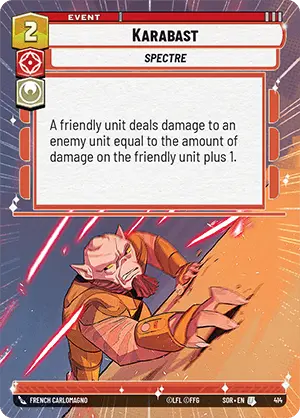 EVENT
2
KARABAST
SPECTRE
A friendly unit deals damage to an
enemy unit equal to the amount of
damage on the friendly unit plus 1.
FRENCH CARLOMAGNO
©LFL ©FFG
SOR • EN
414